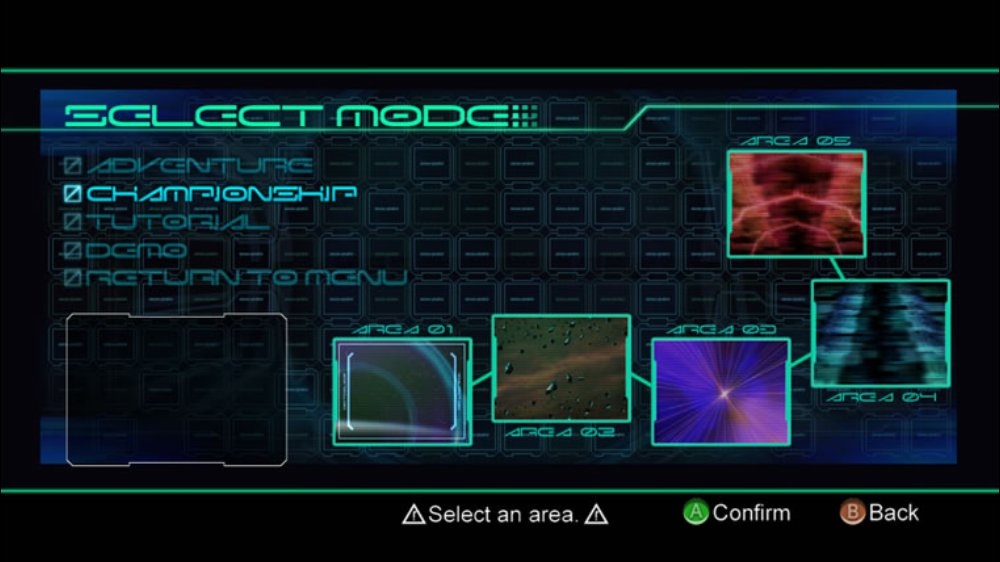 SELECT MODE
ADVENTURE
CHAMPIONSHIP
TUTORIAL
DEMO
RETURN TO MENU
AREA 05
AREA 01
AREA 03
AREA 04
AREA 02
Select an area.
A Confirm
B Back